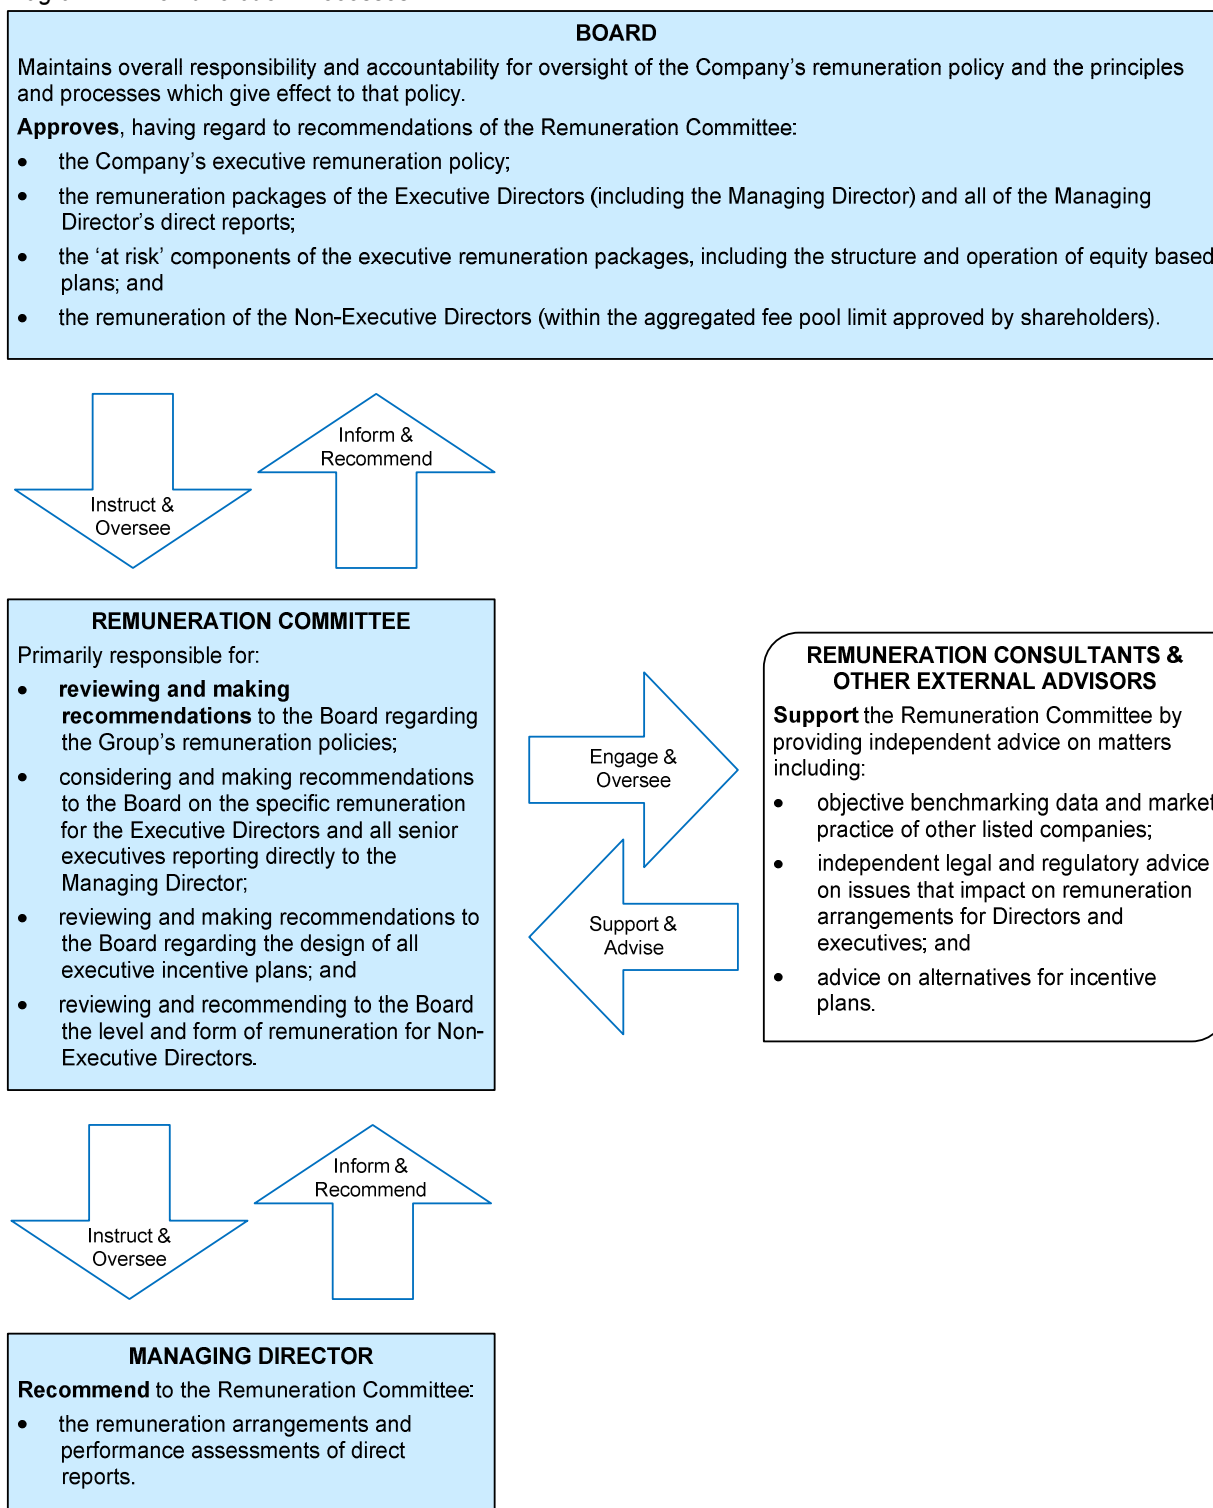 BOARD
Maintains overall responsibility and accountability for oversight of the Company's remuneration policy and the principles
and processes which give effect to that policy.
Approves, having regard to recommendations of the Remuneration Committee:
• the Company's executive remuneration policy;
• the remuneration packages of the Executive Directors (including the Managing Director) and all of the Managing
Director's direct reports;
• the 'at risk' components of the executive remuneration packages, including the structure and operation of equity based
plans; and
• the remuneration of the Non-Executive Directors (within the aggregated fee pool limit approved by shareholders).
Instruct &
Oversee
Inform &
Recommend
REMUNERATION COMMITTEE
Primarily responsible for:
• reviewing and making
recommendations to the Board regarding
the Group's remuneration policies;
• considering and making recommendations
to the Board on the specific remuneration
for the Executive Directors and all senior
executives reporting directly to the
Managing Director;
• reviewing and making recommendations to
the Board regarding the design of all
executive incentive plans; and
• reviewing and recommending to the Board
the level and form of remuneration for Non-
Executive Directors.
Engage &
Oversee
Support &
Advise
REMUNERATION CONSULTANTS &
OTHER EXTERNAL ADVISORS
Support the Remuneration Committee by
providing independent advice on matters
including:
• objective benchmarking data and market
practice of other listed companies;
• independent legal and regulatory advice
on issues that impact on remuneration
arrangements for Directors and
executives; and
• advice on alternatives for incentive
plans.
Instruct &
Oversee
Inform &
Recommend
MANAGING DIRECTOR
Recommend to the Remuneration Committee:
• the remuneration arrangements and
performance assessments of direct
reports.